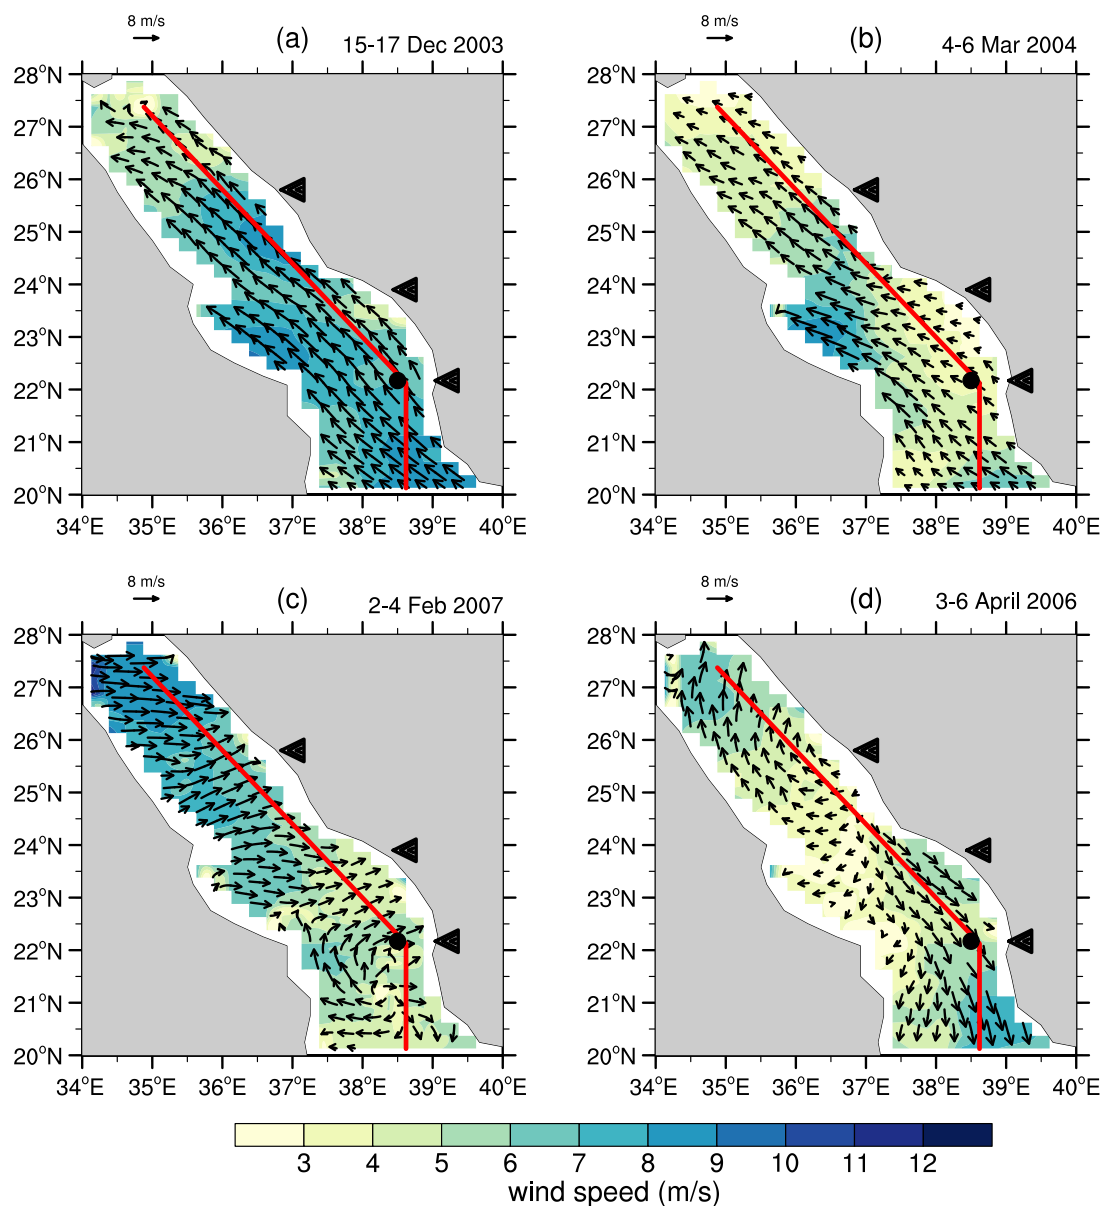 8 m/s
(a)
15-17 Dec 2003
28°N
27°N
26°N
25°N
24°N
23°N
22°N
21°N
20°N
34°E 35°E 36°E 37°E 38°E 39°E 40°E
8 m/s
(b)
4-6 Mar 2004
28°N
27°N
26°N
25°N
24°N
23°N
22°N
21°N
20°N
34°E 35°E 36°E 37°E 38°E 39°E 40°E
8 m/s
(c)
2-4 Feb 2007
28°N
27°N
26°N
25°N
24°N
23°N
22°N
21°N
20°N
34°E 35°E 36°E 37°E 38°E 39°E 40°E
8 m/s
(d)
3-6 April 2006
28°N
27°N
26°N
25°N
24°N
23°N
22°N
21°N
20°N
34°E 35°E 36°E 37°E 38°E 39°E 40°E
3 4 5 6 7 8 9 10 11 12
wind speed (m/s)